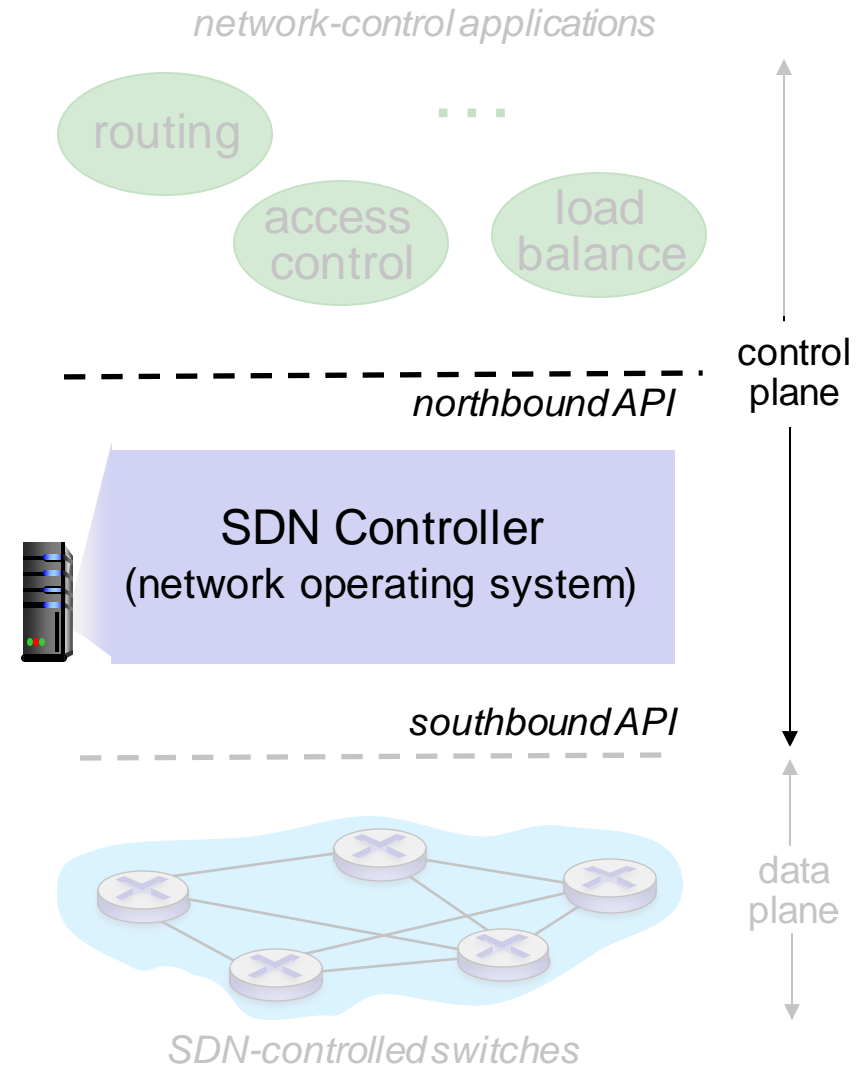 network-control applications
routing
. . .
access
control
load
balance
control
plane
northbound API
SDN Controller
(network operating system)
southbound API
data
plane
SDN-controlled switches